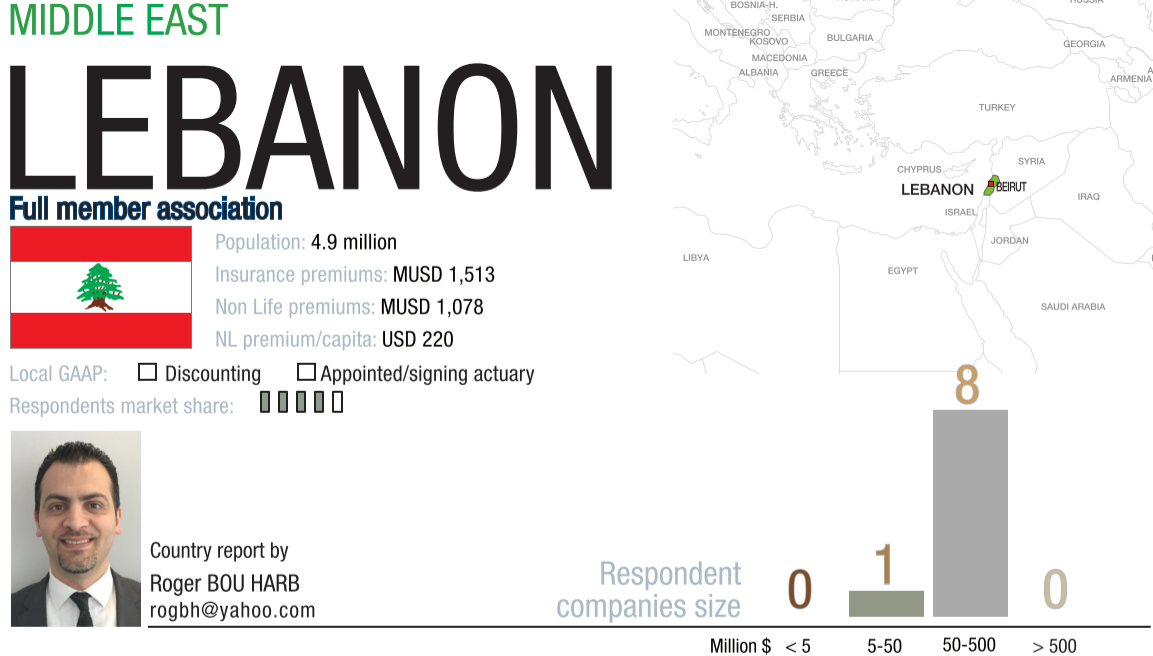 MIDDLE EAST
LEBANON
Full member association
Population: 4.9 million
Insurance premiums: MUSD 1,513
Non Life premiums: MUSD 1,078
NL premium/capita: USD 220
Local GAAP: Discounting Appointed/signing actuary
Respondents market share:
Country report by
Roger BOU HARB
rogbh@yahoo.com
BOSNIA-H.
SERBIA
MONTENEGRO
KOSOVO
BULGARIA
MACEDONIA
ALBANIA
GREECE
GEORGIA
ARMENIA
TURKEY
CHYPRUS
SYRIA
LEBANON
BEIRUT
IRAQ
ISRAEL
JORDAN
LIBYA
EGYPT
SAUDI ARABIA
Respondent
companies size
0 1 8 0
Million $ < 5 5-50 50-500 > 500